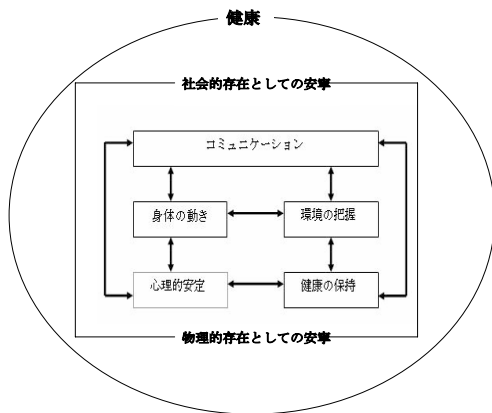 健康
社会的存在としての安寧
コミュニケーション
身体の動き
環境の把握
心理的安定
健康の保持
物理的存在としての安寧